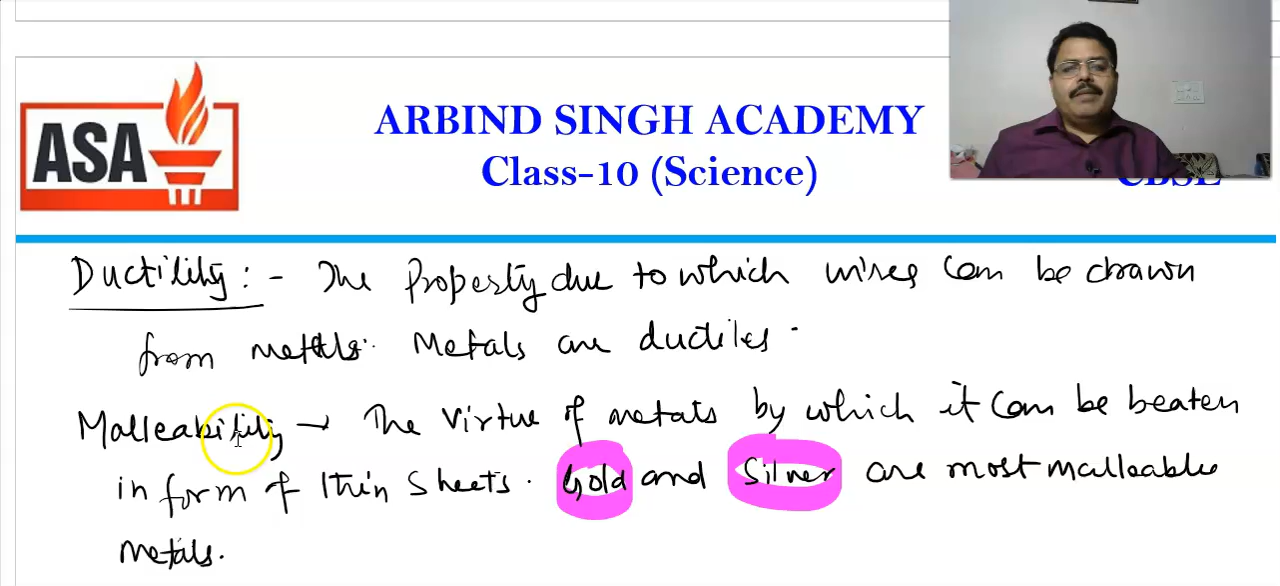 ASA
ARBIND SINGH ACADEMY
Class-10 (Science)
CBSE
Ductility :- The Property due to which wires can be drawn
from metals. Metals are ductiles.
Malleability → The virtue of metals by which it can be beaten
in form of thin sheets. Gold and Silver are most malleable
metals.